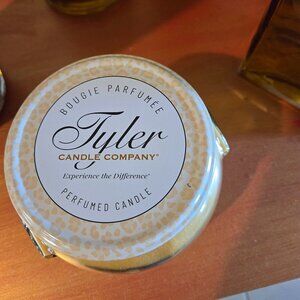 BOUGIE PARFUMÉE
Tyler
CANDLE COMPANY®
Experience the Difference®
PERFUMED CANDLE